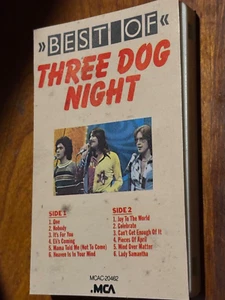 » BEST OF «
THREE DOG
NIGHT
SIDE 1
1. One
2. Nobody
3. It's For You
4. Eli's Coming
5. Mama Told Me (Not To Come)
6. Heaven Is In Your Mind
SIDE 2
1. Joy To The World
2. Celebrate
3. Can't Get Enough Of It
4. Pieces Of April
5. Mind Over Matter
6. Lady Samantha
MCAC-20462
.MCA